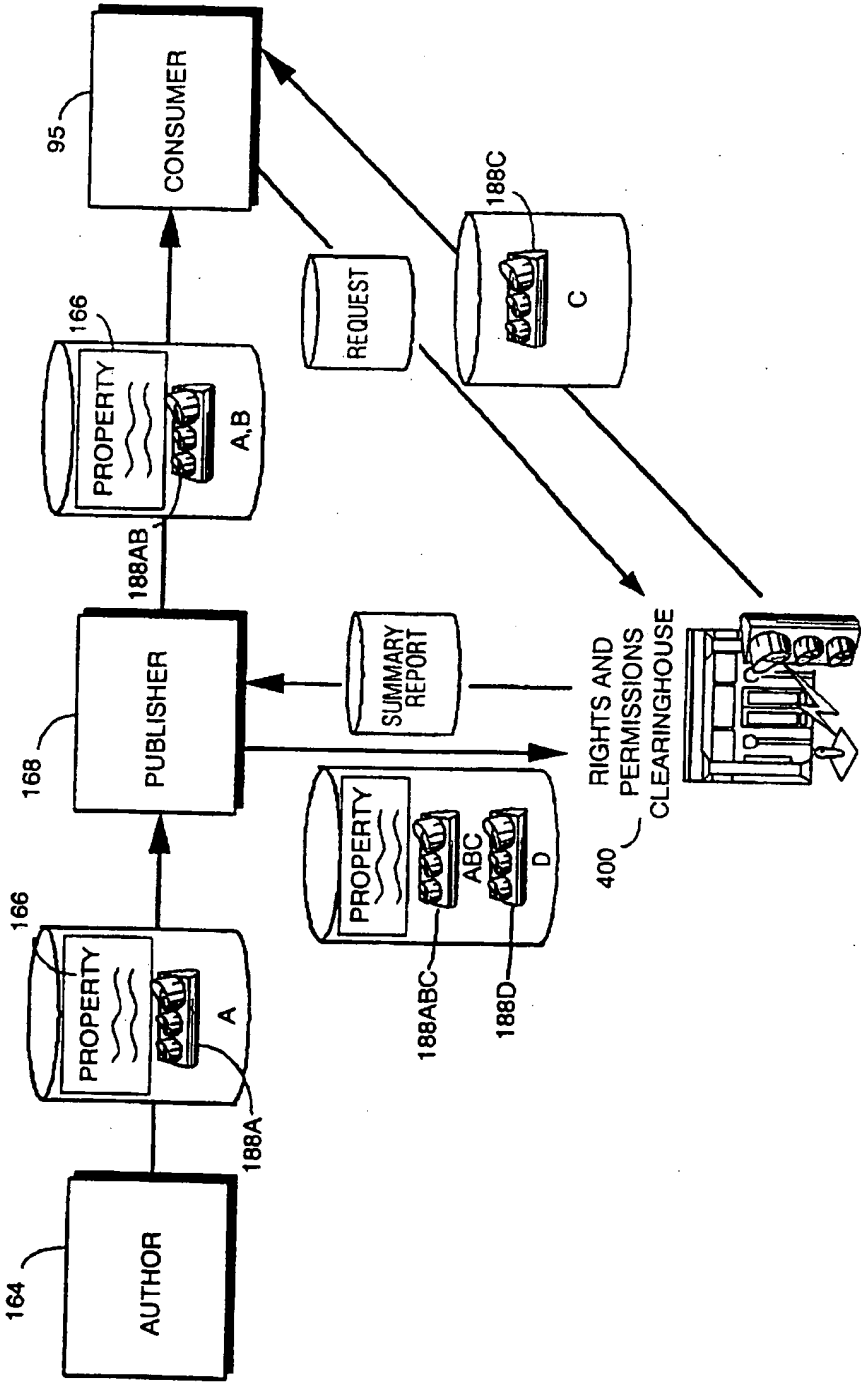 164
AUTHOR
166
PROPERTY
A
188A
168
PUBLISHER
188AB
166
PROPERTY
A,B
95
CONSUMER
SUMMARY
REPORT
PROPERTY
ABC
D
188ABC
188D
REQUEST
188C
C
RIGHTS AND
PERMISSIONS
CLEARINGHOUSE
400